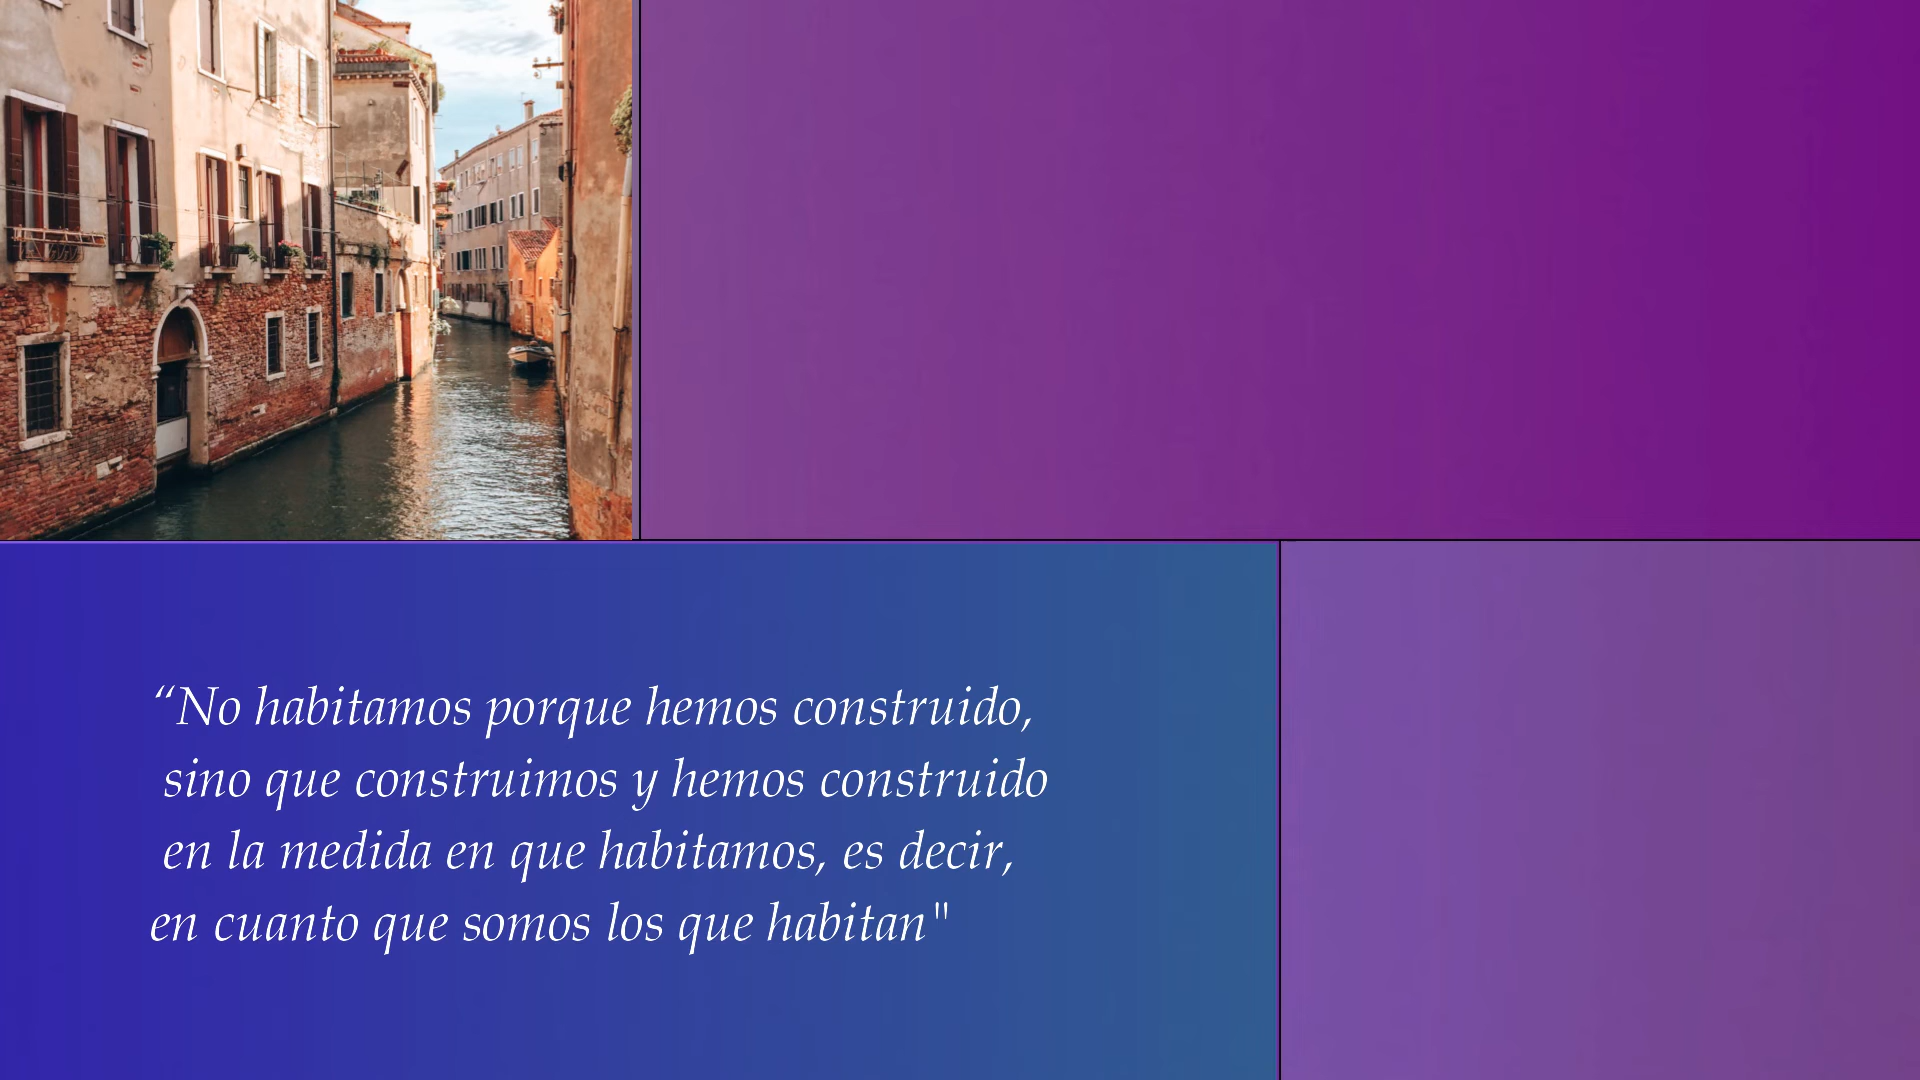 “No habitamos porque hemos construido,
sino que construimos y hemos construido
en la medida en que habitamos, es decir,
en cuanto que somos los que habitan"